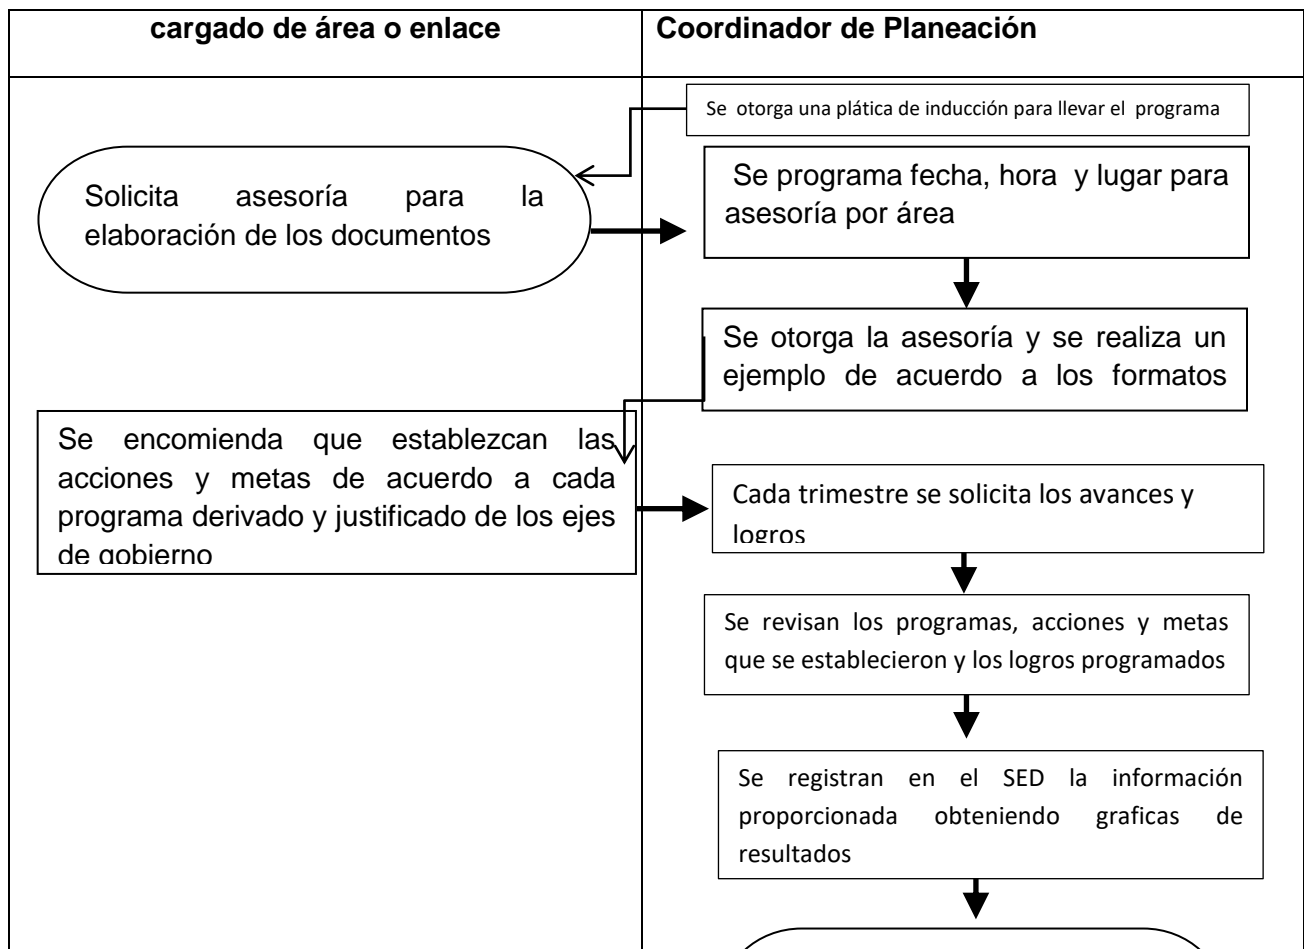 cargado de área o enlace
Coordinador de Planeación
Se otorga una plática de inducción para llevar el programa
Solicita asesoría para la
elaboración de los documentos
Se programa fecha, hora y lugar para
asesoría por área
Se otorga la asesoría y se realiza un
ejemplo de acuerdo a los formatos
Se encomienda que establezcan las
acciones y metas de acuerdo a cada
programa derivado y justificado de los ejes
de gobierno
Cada trimestre se solicita los avances y
logros
Se revisan los programas, acciones y metas
que se establecieron y los logros programados
Se registran en el SED la información
proporcionada obteniendo graficas de
resultados